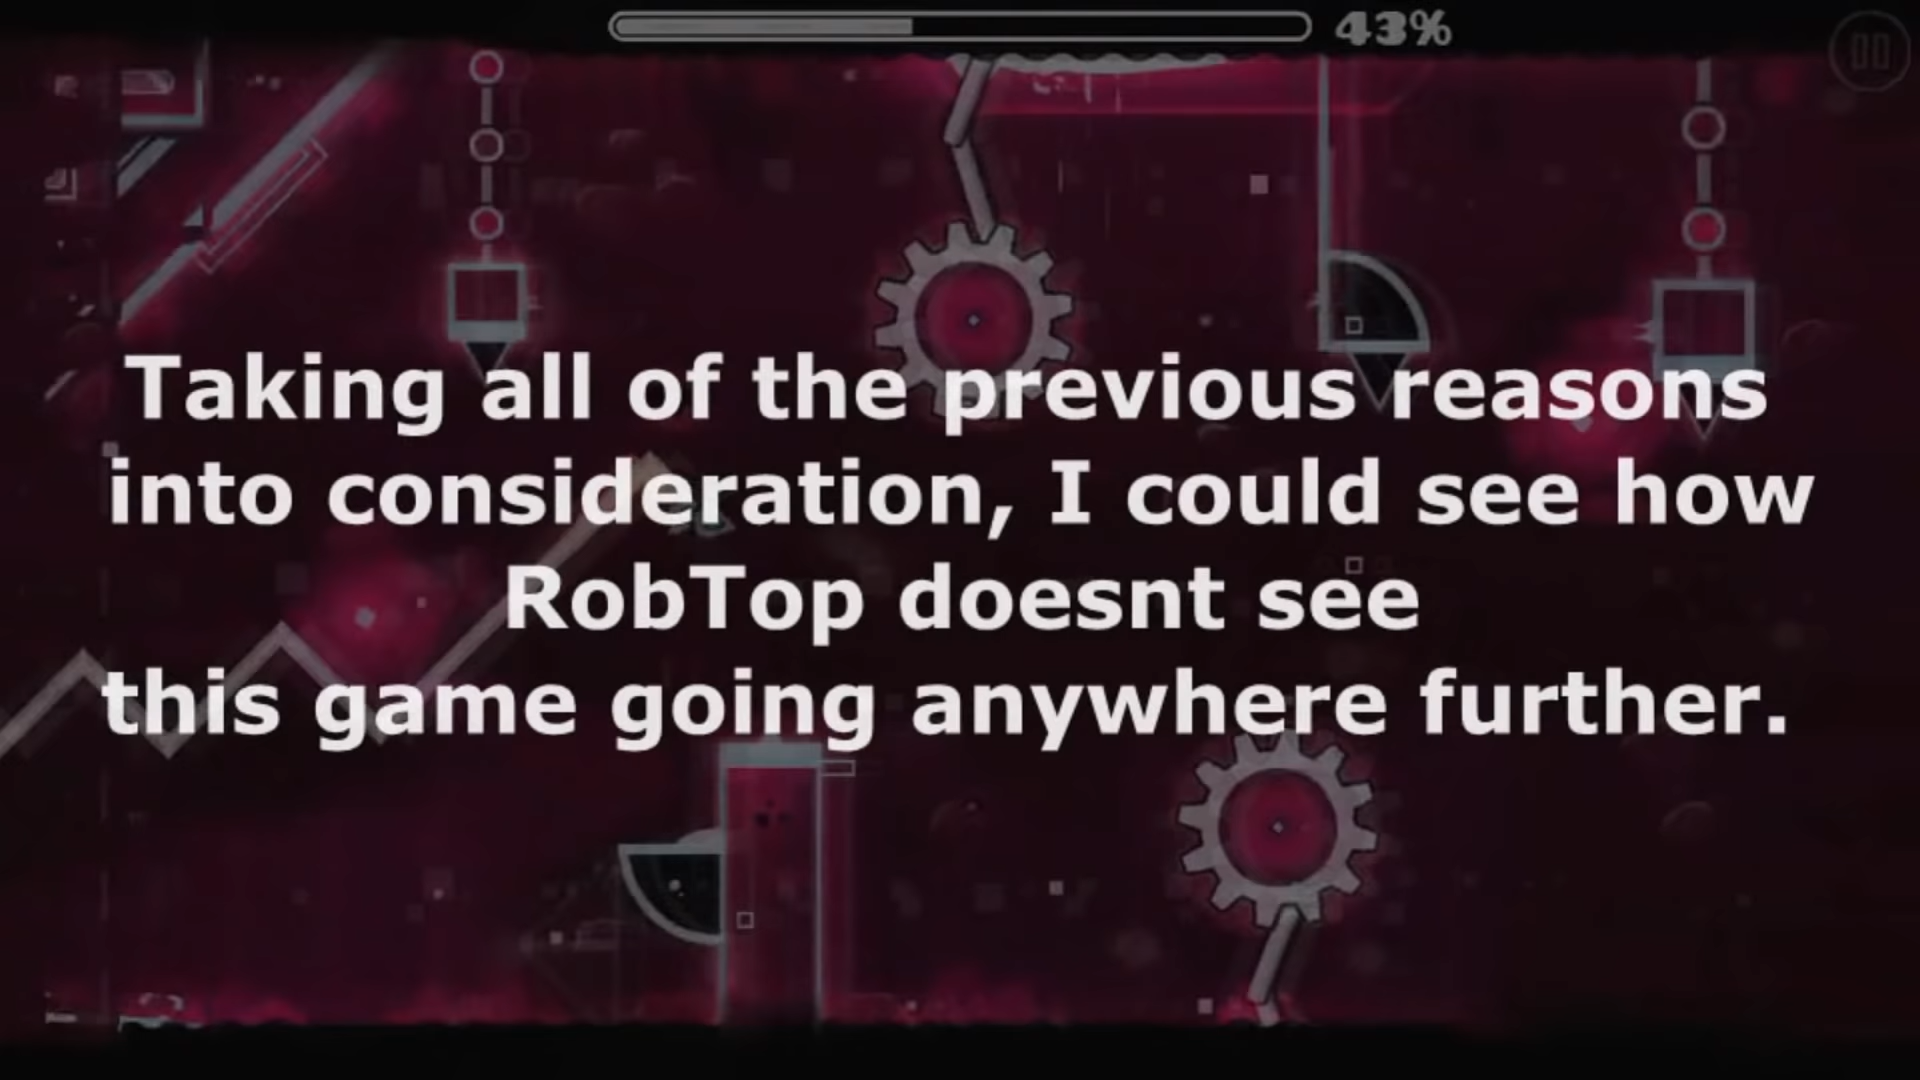 43%
Taking all of the previous reasons
into consideration, I could see how
RobTop doesnt see
this game going anywhere further.